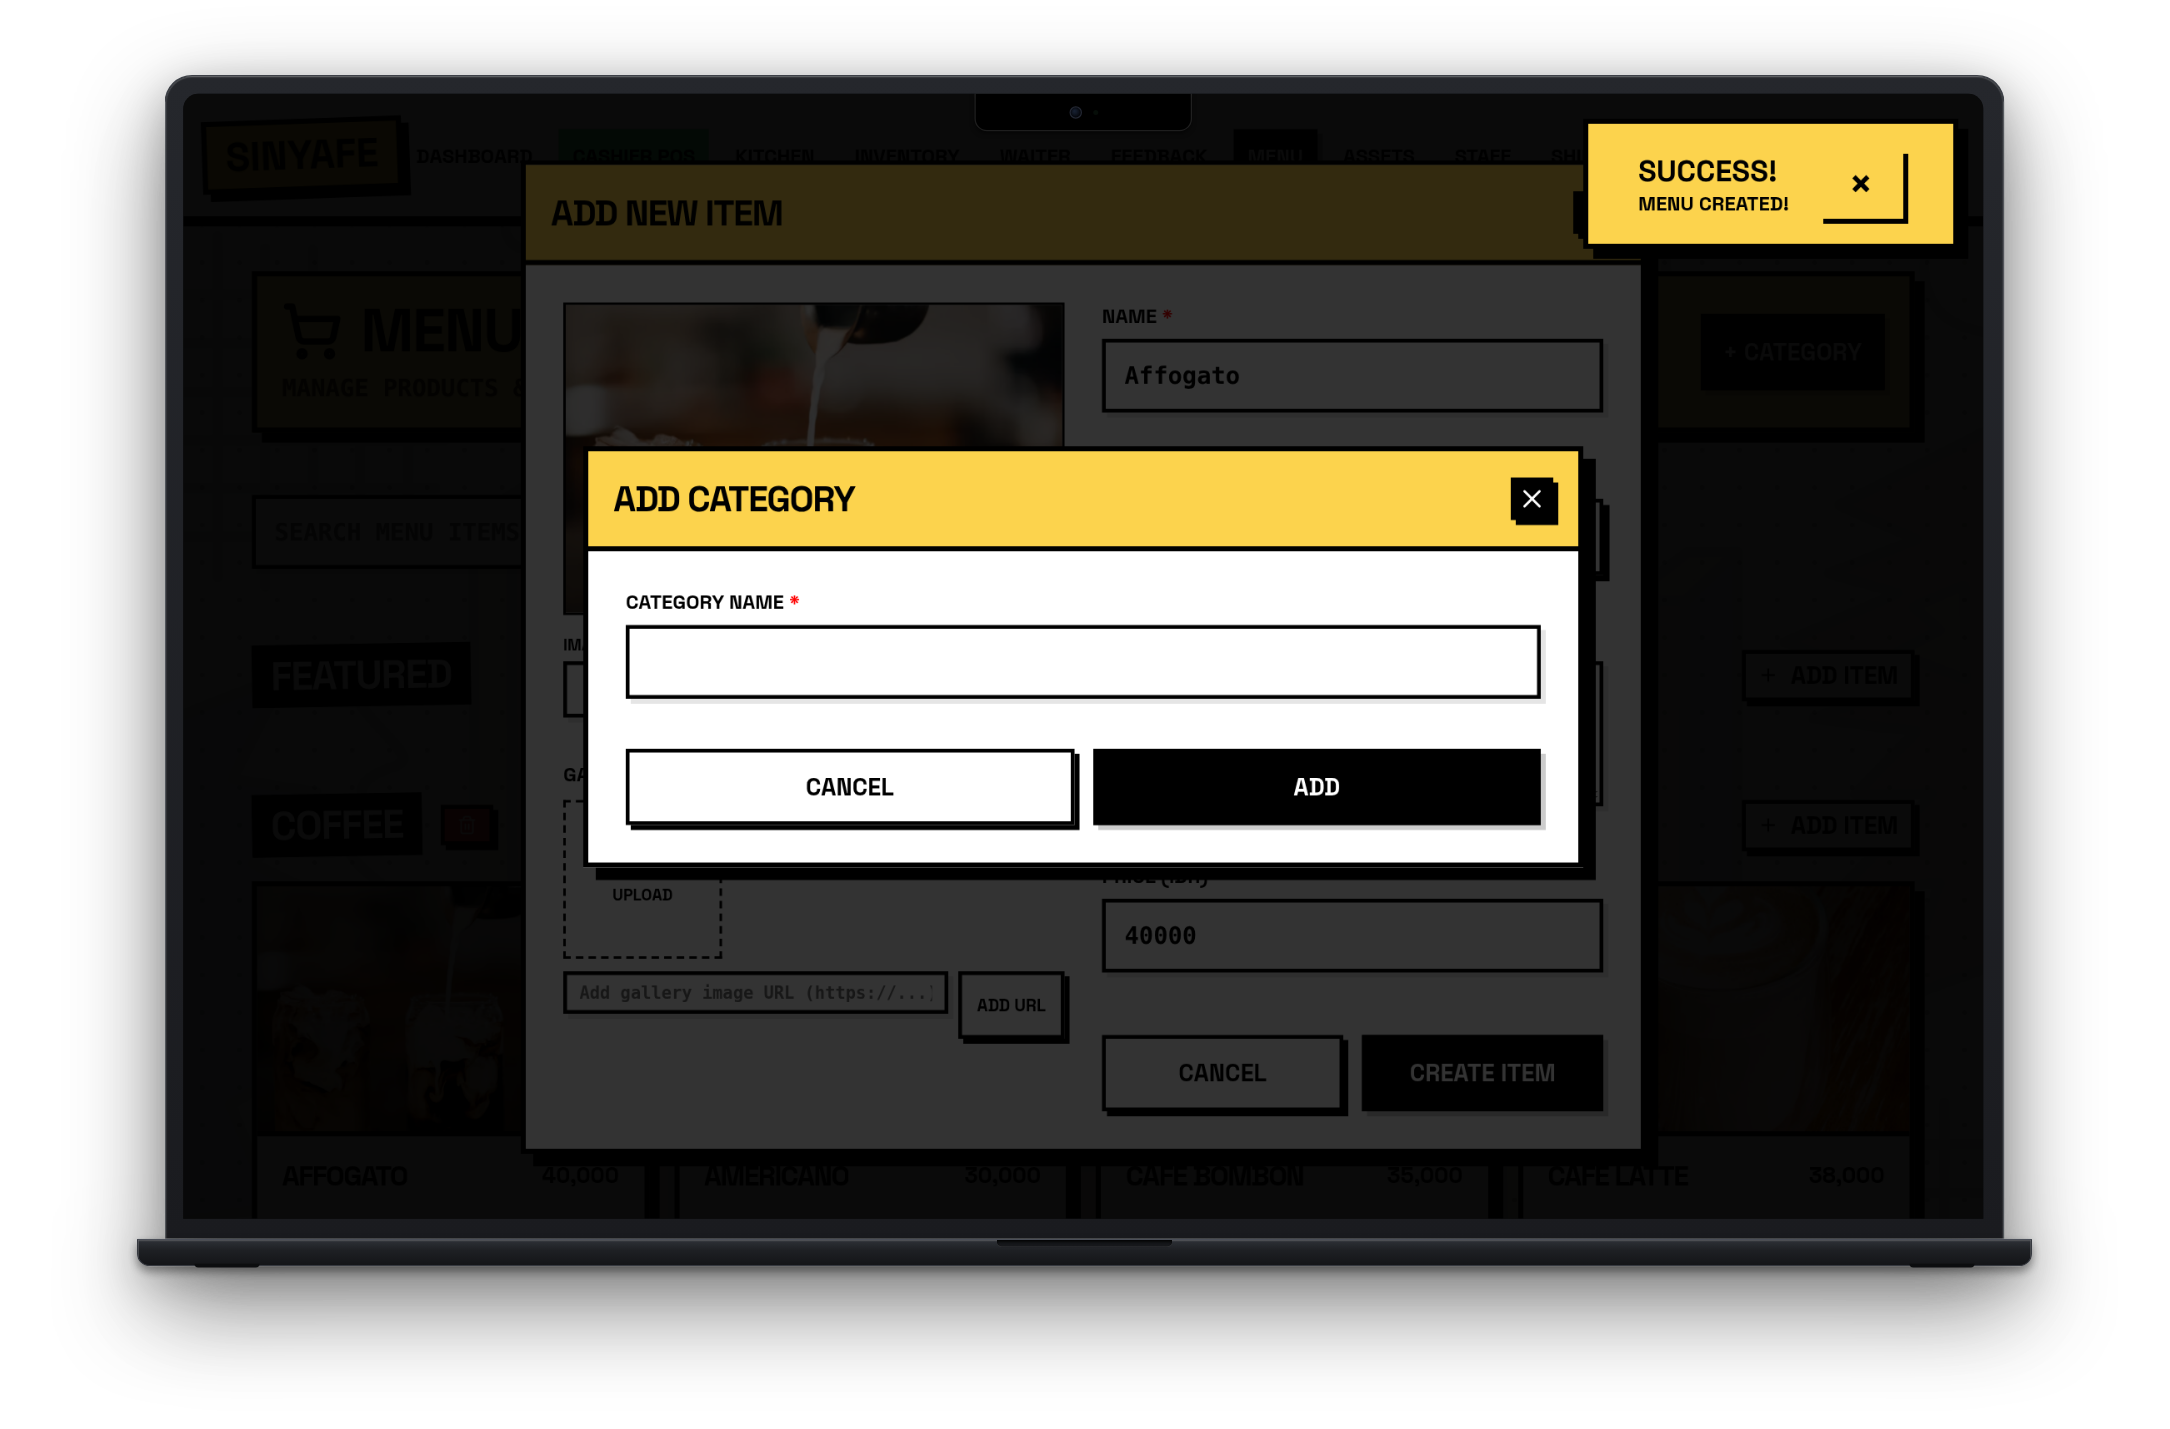 SINYAFE
DASHBOARD
CASHIER POS
KITCHEN
INVENTORY
WAITER
FEEDBACK
MENU
ASSETS
STAFF
SUCCESS!
MENU CREATED!
ADD NEW ITEM
MENU
MANAGE PRODUCTS &
+ CATEGORY
NAME *
Affogato
SEARCH MENU ITEMS
ADD CATEGORY
CATEGORY NAME *
CANCEL
ADD
FEATURED
+ ADD ITEM
COFFEE
+ ADD ITEM
UPLOAD
PRICE (IDR)
40000
Add gallery image URL (https://...)
ADD URL
CANCEL
CREATE ITEM
AFFOGATO
40,000
AMERICANO
30,000
CAFE BOMBON
35,000
CAFE LATTE
38,000